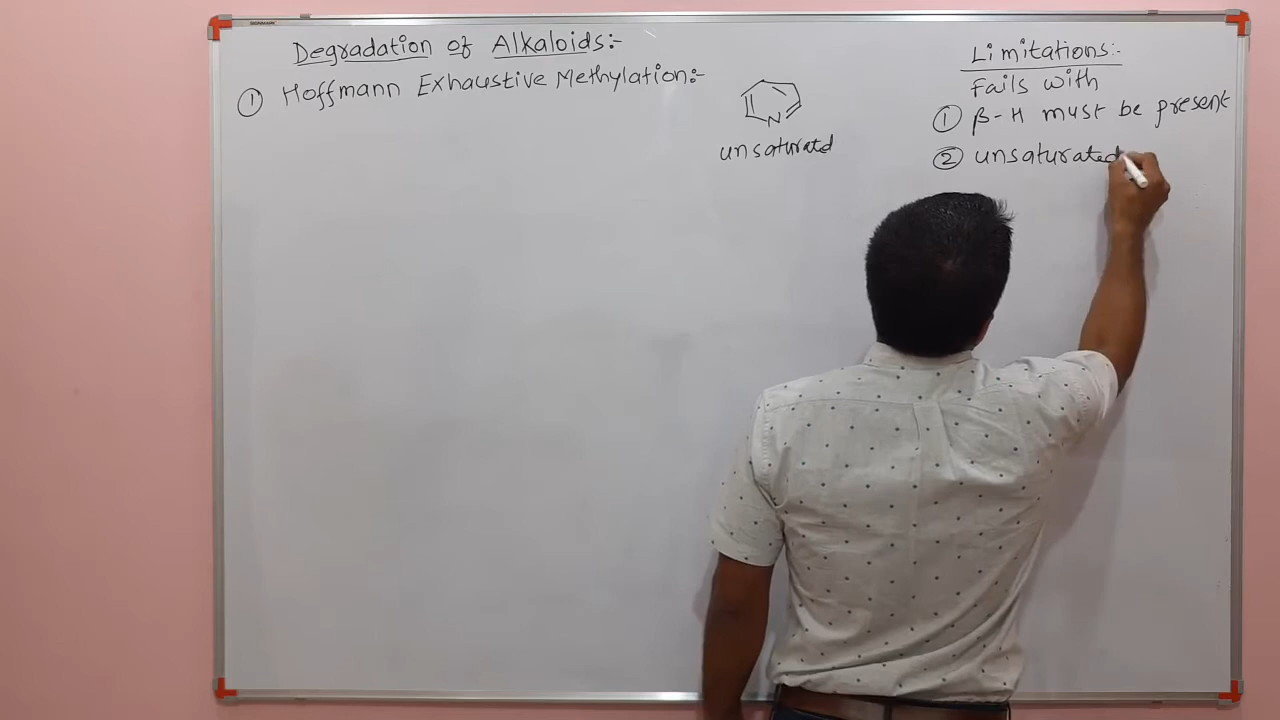 Degradation of Alkaloids:-
① Hoffmann Exhaustive Methylation:-
N
unsaturated
Limitations:-
Fails with
① β-H must be present
② unsaturated